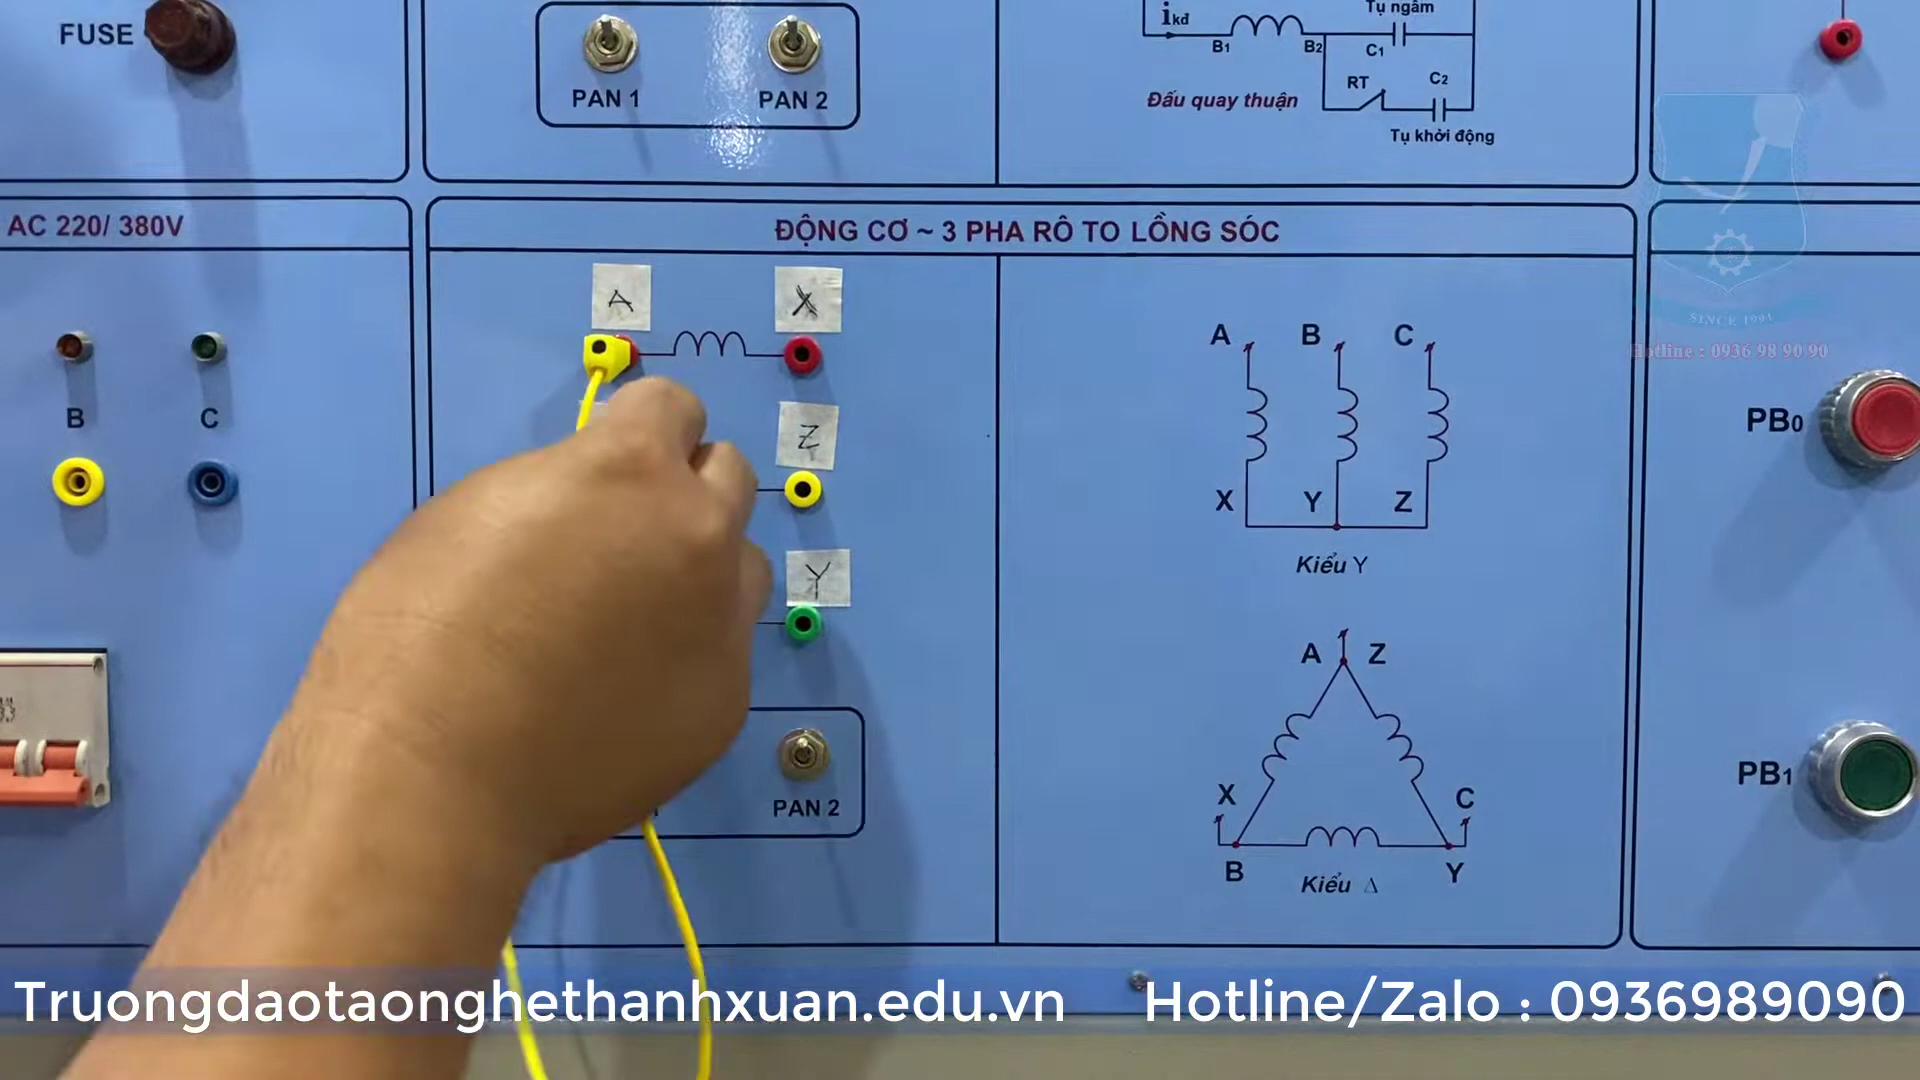 FUSE
PAN 1
PAN 2
ikđ
B1
B2
Tụ ngâm
C1
RT
C2
Đấu quay thuận
Tụ khởi động
AC 220/ 380V
ĐỘNG CƠ ~ 3 PHA RÔ TO LỒNG SÓC
SINCE 1991
Hotline : 0936 98 90 90
A
X
B
C
Z
Y
PAN 2
A B C
X Y Z
Kiểu Y
A Z
X C
B Y
Kiểu Δ
PB0
PB1
Truongdaotaonghethanhxuan.edu.vn Hotline/Zalo : 0936989090